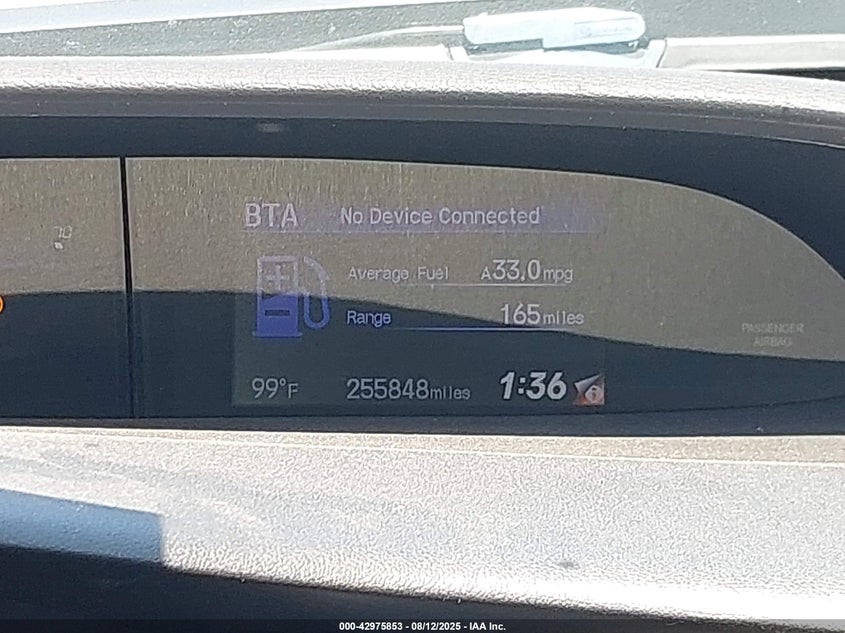 BTA No Device Connected
Average Fuel A33.0mpg
Range 165miles
PASSENGER
AIRBAG
99°F 255848miles 1:36
000-42975853 - 08/12/2025 - IAA Inc.